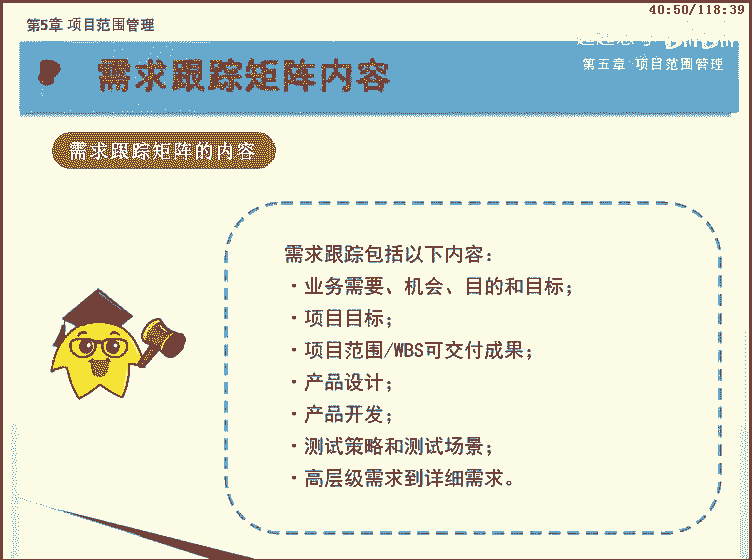 40:50/118:39
第5章 项目范围管理
需求跟踪矩阵内容
第五章 项目范围管理
需求跟踪矩阵的内容
需求跟踪包括以下内容：
·业务需要、机会、目的和目标；
·项目目标；
·项目范围/WBS可交付成果；
·产品设计；
·产品开发；
·测试策略和测试场景；
·高层级需求到详细需求。